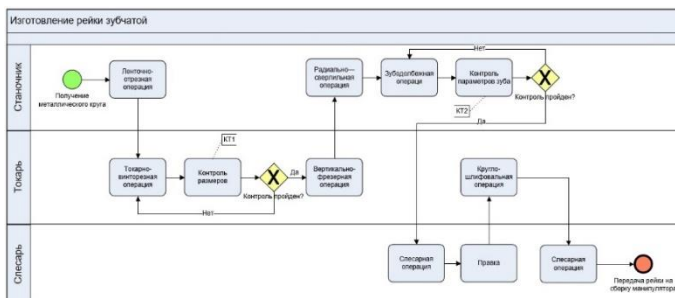 Изготовление рейки зубчатой
Станочник
Получение
металлического круга
Ленточно-
отрезная
операция
Радиально—
сверлильная
операция
Зубодолбежная
операци
Контроль
параметров зуба
КТ2
Нет
Контроль пройден?
Да
Токарь
Токарно-
винторезная
операция
КТ1
Контроль
размеров
Контроль пройден?
Да
Нет
Вертикально-
фрезерная
операция
Кругло-
шлифовальная
операция
Слесарь
Слесарная
операция
Правка
Слесарная
операция
Передача рейки на
сборку манипулятора